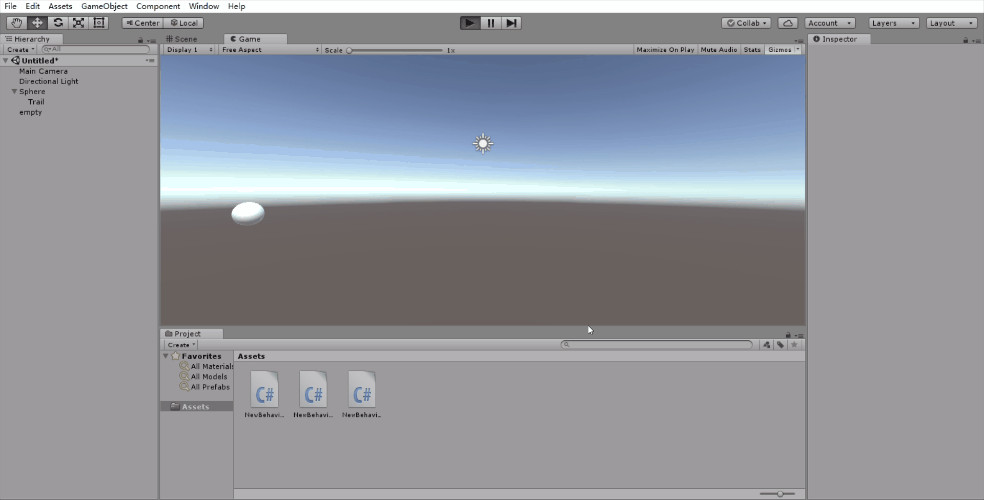 File Edit Assets GameObject Component Window Help
Center Local Collab Account Layers Layout
Hierarchy
Create All
Untitled*
Main Camera
Directional Light
Sphere
Trail
empty
Scene Game
Display 1 Free Aspect Scale 1x Maximize On Play Mute Audio Stats Gizmos
Project
Create
Favorites
All Materials
All Models
All Prefabs
Assets
Assets
C# C# C#
NewBehavi... NewBehavi... NewBehavi...
Inspector